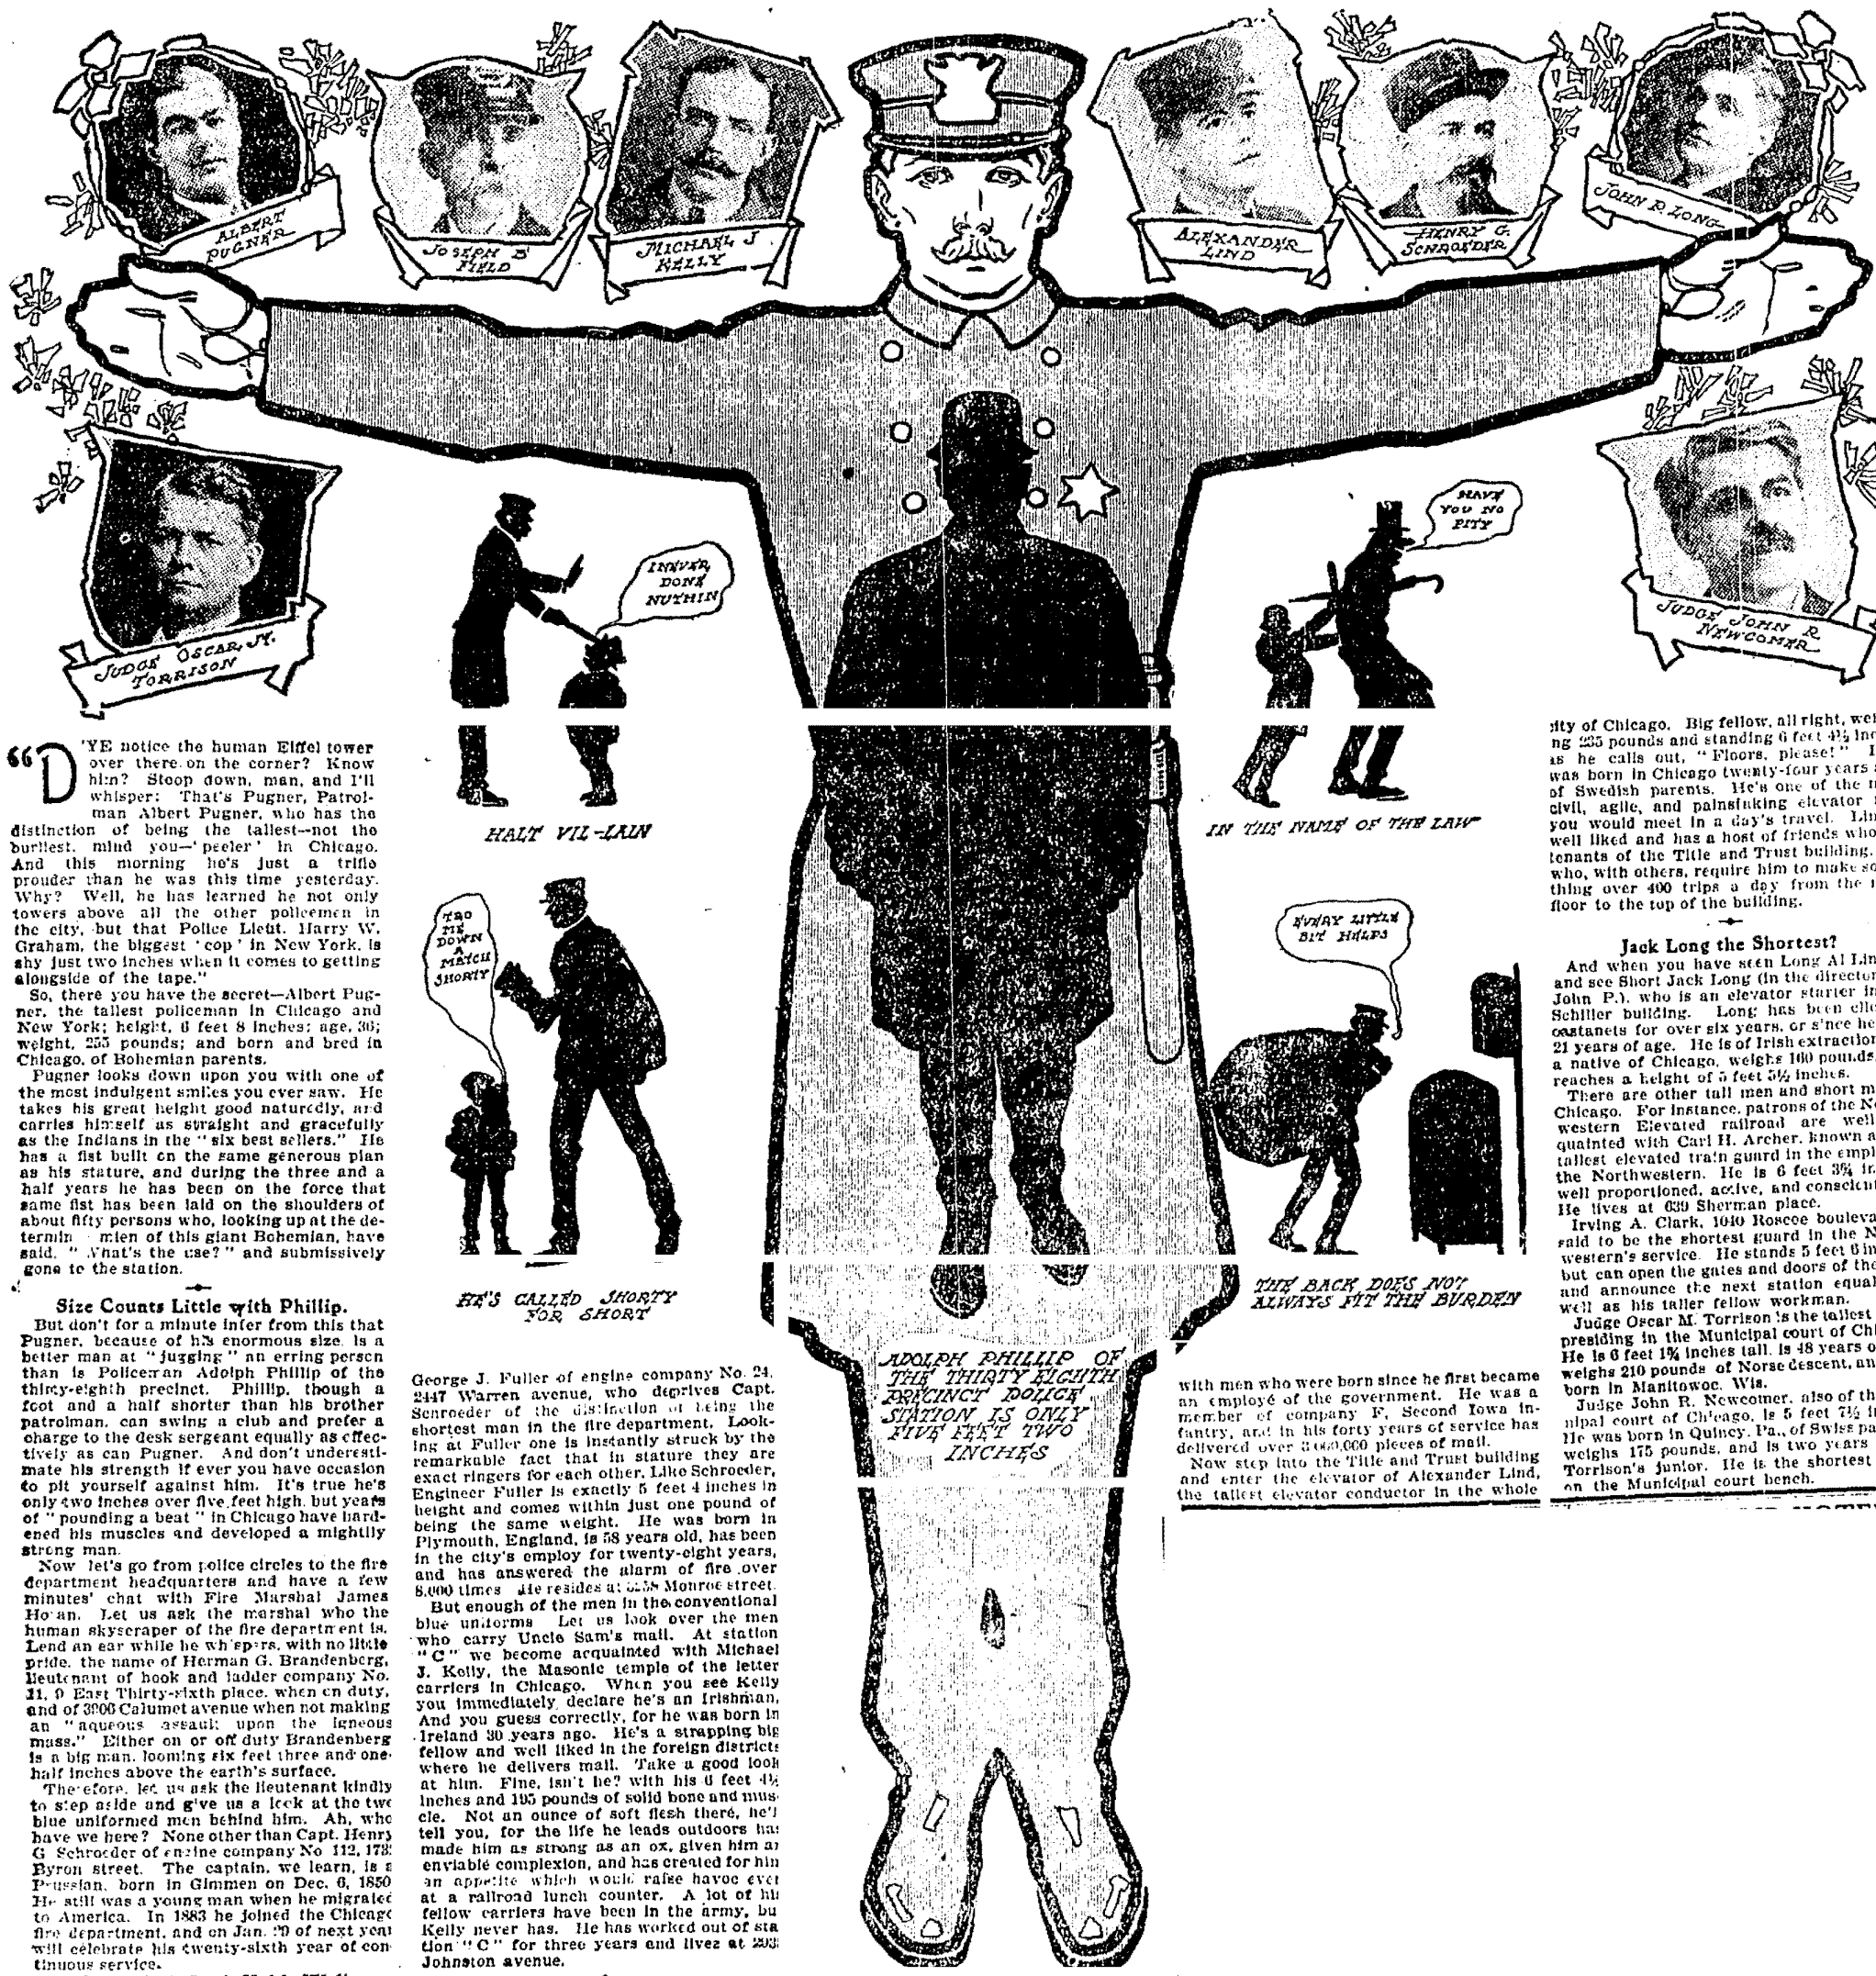 ALBERT
PUGNER
JOSEPH B
FIELD
MICHAEL J
KELLY
ALEXANDER
LIND
HENRY G.
SCHROEDER
JOHN P. LONG
JUDGE OSCAR M.
TORRISON
JUDGE JOHN R
NEWCOMER
I NEVER
DONE
NUTHIN
HALT VIL-LAIN
HAVE
YOU NO
PITY
IN THE NAME OF THE LAW
TRO
ME
DOWN
A
MATCH
SHORTY
HE'S CALLED SHORTY
FOR SHORT
EVERY LITTLE
BIT HELPS
THE BACK DOES NOT
ALWAYS FIT THE BURDEN
ADOLPH PHILLIP OF
THE THIRTY EIGHTH
PRECINCT POLICE
STATION IS ONLY
FIVE FEET TWO
INCHES
"D'YE notice the human Eiffel tower
over there on the corner? Know
him? Stoop down, man, and I'll
whisper: That's Pugner, Patrol-
man Albert Pugner, who has the
distinction of being the tallest—not the
burliest, mind you—'peeler' in Chicago.
And this morning he's just a trifle
prouder than he was this time yesterday.
Why? Well, he has learned he not only
towers above all the other policemen in
the city, but that Police Lieut. Harry W.
Graham, the biggest 'cop' in New York, is
shy just two inches when it comes to getting
alongside of the tape."
So, there you have the secret—Albert Pug-
ner, the tallest policeman in Chicago and
New York; height, 6 feet 8 inches; age, 36;
weight, 255 pounds; and born and bred in
Chicago, of Bohemian parents.
Pugner looks down upon you with one of
the most indulgent smiles you ever saw. He
takes his great height good naturedly, and
carries himself as straight and gracefully
as the Indians in the "six best sellers." He
has a fist built on the same generous plan
as his stature, and during the three and a
half years he has been on the force that
same fist has been laid on the shoulders of
about fifty persons who, looking up at the de-
termin mien of this giant Bohemian, have
said, "What's the use?" and submissively
gone to the station.
Size Counts Little with Phillip.
But don't for a minute infer from this that
Pugner, because of his enormous size, is a
better man at "jugging" an erring person
than is Policeman Adolph Phillip of the
thirty-eighth precinct. Phillip, though a
foot and a half shorter than his brother
patrolman, can swing a club and prefer a
charge to the desk sergeant equally as effec-
tively as can Pugner. And don't underesti-
mate his strength if ever you have occasion
to pit yourself against him. It's true he's
only two inches over five feet high, but years
of "pounding a beat" in Chicago have hard-
ened his muscles and developed a mightily
strong man.
Now let's go from police circles to the fire
department headquarters and have a few
minutes' chat with Fire Marshal James
Horan. Let us ask the marshal who the
human skyscraper of the fire department is.
Lend an ear while he whispers, with no little
pride, the name of Herman G. Brandenberg,
lieutenant of hook and ladder company No.
11, 9 East Thirty-sixth place, when on duty,
and of 3906 Calumet avenue when not making
an "aqueous assault upon the igneous
mass." Either on or off duty Brandenberg
is a big man, looming six feet three and one-
half inches above the earth's surface.
Therefore, let us ask the lieutenant kindly
to step aside and give us a look at the two
blue uniformed men behind him. Ah, who
have we here? None other than Capt. Henry
G Schroeder of engine company No 112,
Byron street. The captain, we learn, is a
Prussian, born in Gimmen on Dec. 6, 1850
He still was a young man when he migrated
to America. In 1883 he joined the Chicago
fire department, and on Jan. 20 of next year
will celebrate his twenty-sixth year of con-
tinuous service.
George J. Fuller of engine company No. 24,
2447 Warren avenue, who deprives Capt.
Schroeder of the distinction of being the
shortest man in the fire department. Look-
ing at Fuller one is instantly struck by the
remarkable fact that in stature they are
exact ringers for each other. Like Schroeder,
Engineer Fuller is exactly 5 feet 4 inches in
height and comes within just one pound of
being the same weight. He was born in
Plymouth, England, is 58 years old, has been
in the city's employ for twenty-eight years,
and has answered the alarm of fire over
8,000 times He resides at Monroe street.
But enough of the men in the conventional
blue uniforms Let us look over the men
who carry Uncle Sam's mail. At station
"C" we become acquainted with Michael
J. Kelly, the Masonic temple of the letter
carriers in Chicago. When you see Kelly
you immediately declare he's an Irishman.
And you guess correctly, for he was born in
Ireland 30 years ago. He's a strapping big
fellow and well liked in the foreign districts
where he delivers mail. Take a good look
at him. Fine, isn't he? with his 6 feet 4½
inches and 195 pounds of solid bone and mus-
cle. Not an ounce of soft flesh there, he'll
tell you, for the life he leads outdoors has
made him as strong as an ox, given him an
enviable complexion, and has created for him
an appetite which would raise havoc even
at a railroad lunch counter. A lot of his
fellow carriers have been in the army, bu
Kelly never has. He has worked out of sta
tion "C" for three years and lives at
Johnston avenue.
with men who were born since he first became
an employé of the government. He was a
member of company F, Second Iowa in-
fantry, and in his forty years of service has
delivered over 3,000,000 pieces of mail.
Now step into the Title and Trust building
and enter the elevator of Alexander Lind,
the tallest elevator conductor in the whole
city of Chicago. Big fellow, all right, wei
ng 235 pounds and standing 6 feet 4½ inc
as he calls out, "Floors, please!"
was born in Chicago twenty-four years
of Swedish parents. He's one of the
civil, agile, and painstaking elevator
you would meet in a day's travel. Lin
well liked and has a host of friends who
tenants of the Title and Trust building,
who, with others, require him to make so
thing over 400 trips a day from the
floor to the top of the building.
Jack Long the Shortest?
And when you have seen Long Al Lin
and see Short Jack Long (in the director
John P.), who is an elevator starter in
Schiller building. Long has been clic
castanets for over six years, or since he
21 years of age. He is of Irish extraction
a native of Chicago, weighs 160 pounds,
reaches a height of 5 feet 5½ inches.
There are other tall men and short m
Chicago. For instance, patrons of the No
western Elevated railroad are well
quainted with Carl H. Archer, known a
tallest elevated train guard in the empl
the Northwestern. He is 6 feet 3¾ in
well proportioned, active, and conscient
He lives at 639 Sherman place.
Irving A. Clark, 1040 Roscoe bouleva
said to be the shortest guard in the N
western's service. He stands 5 feet 6 in
but can open the gates and doors of the
and announce the next station equal
well as his taller fellow workman.
Judge Oscar M. Torrison is the tallest
presiding in the Municipal court of Chi
He is 6 feet 1¾ inches tall, is 48 years o
weighs 210 pounds of Norse descent, an
born in Manitowoc, Wis.
Judge John R. Newcomer, also of th
nipal court of Chicago, is 5 feet 7½ i
He was born in Quincy, Pa., of Swiss pa
weighs 175 pounds, and is two years
Torrison's junior. He is the shortest
on the Municipal court bench.